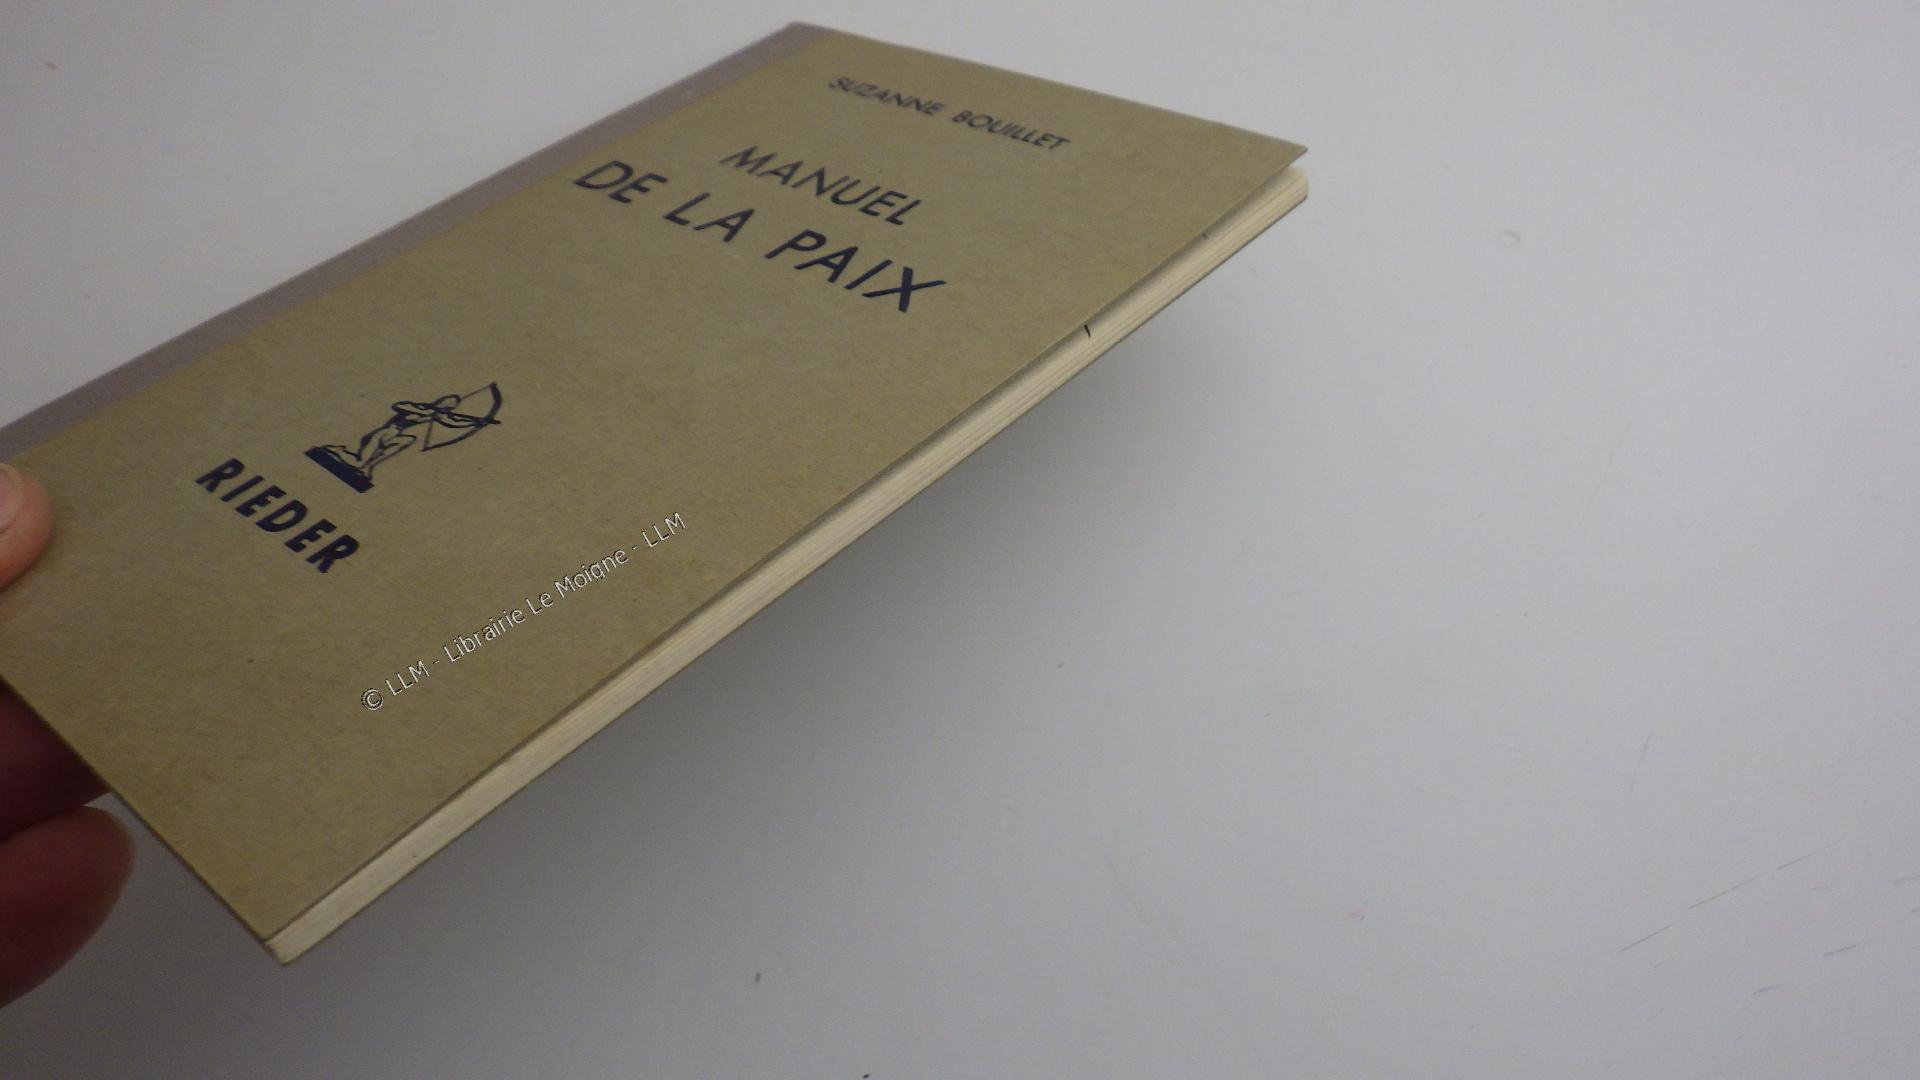 SUZANNE BOUILLET
MANUEL
DE LA PAIX
RIEDER
© LLM - Librairie Le Moigne - LLM